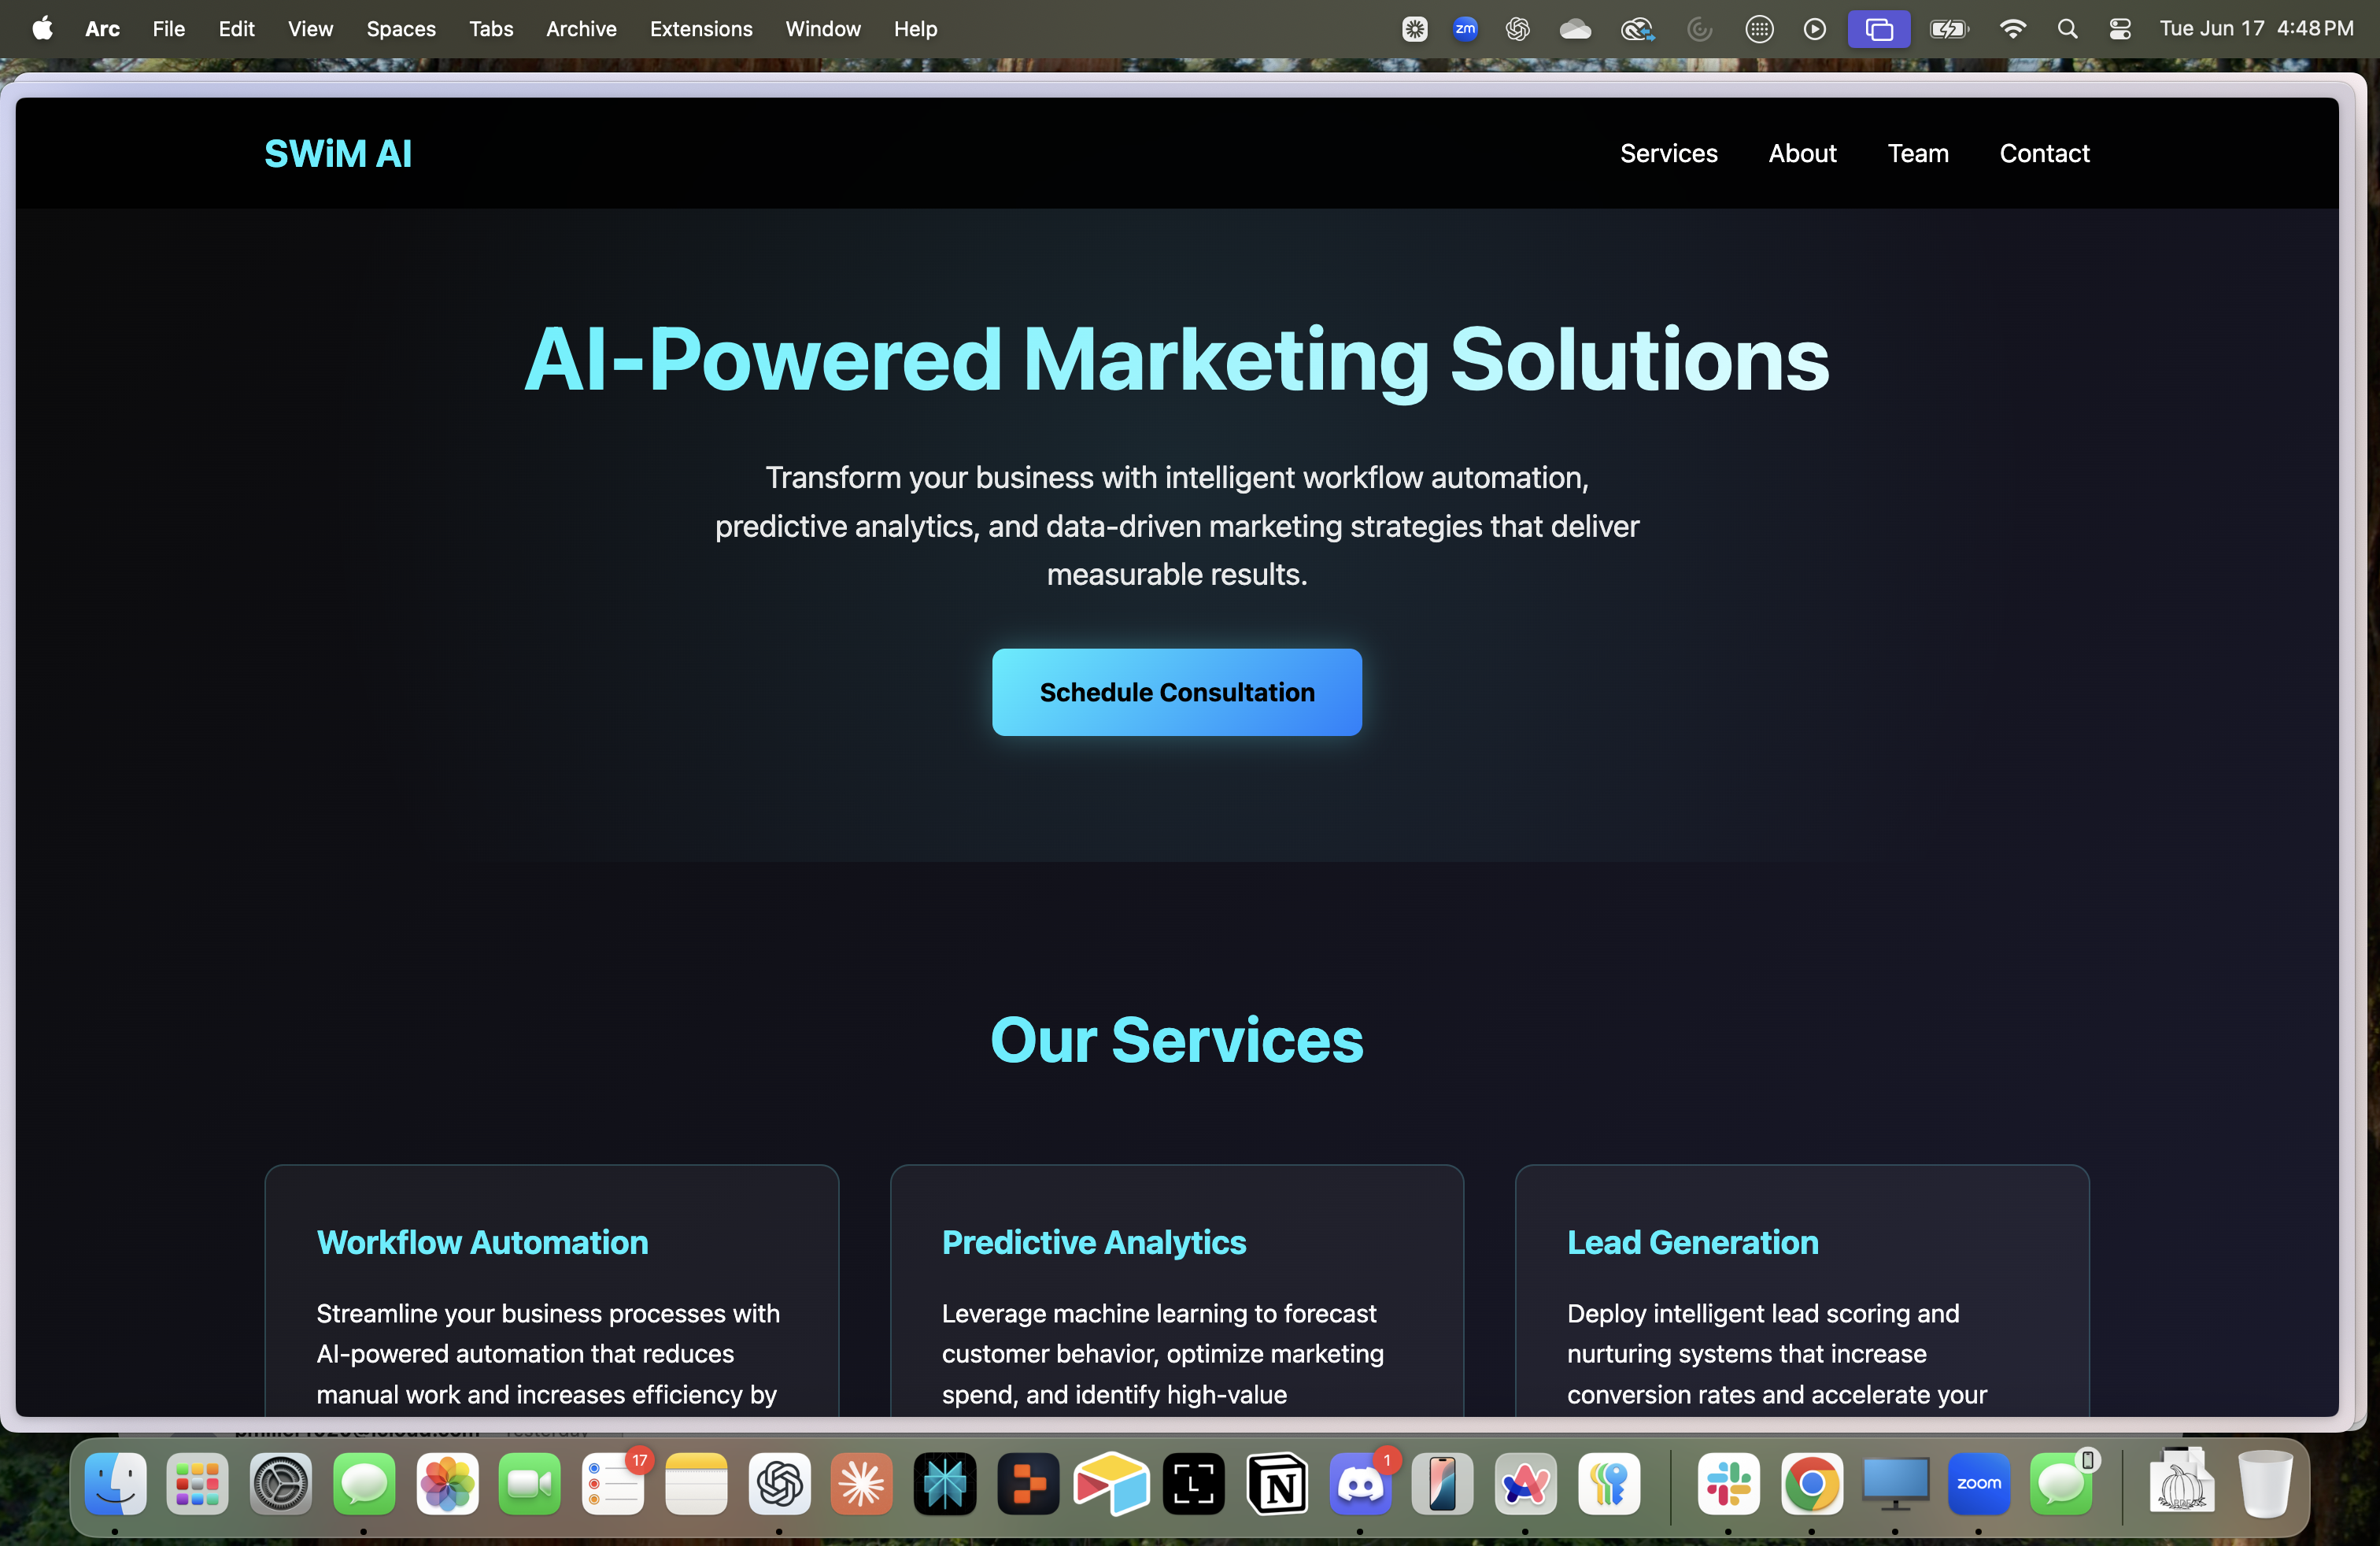 Arc File Edit View Spaces Tabs Archive Extensions Window Help zm Tue Jun 17 4:48 PM
SWiM AI Services About Team Contact
AI-Powered Marketing Solutions
Transform your business with intelligent workflow automation,
predictive analytics, and data-driven marketing strategies that deliver
measurable results.
Schedule Consultation
Our Services
Workflow Automation
Streamline your business processes with
AI-powered automation that reduces
manual work and increases efficiency by
Predictive Analytics
Leverage machine learning to forecast
customer behavior, optimize marketing
spend, and identify high-value
Lead Generation
Deploy intelligent lead scoring and
nurturing systems that increase
conversion rates and accelerate your
17 L N 1 zoom